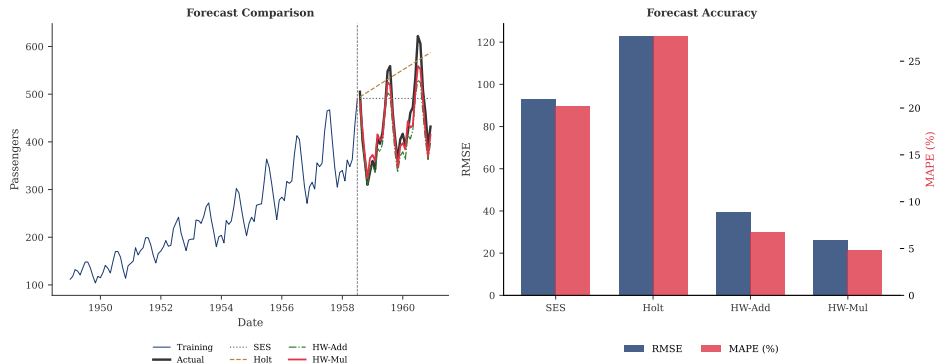 Forecast Comparison
Passengers
600
500
400
300
200
100
1950
1952
1954
1956
1958
1960
Date
Training
SES
HW-Add
Actual
Holt
HW-Mul
Forecast Accuracy
RMSE
120
100
80
60
40
20
0
SES
Holt
HW-Add
HW-Mul
25
20
15
10
5
0
MAPE (%)
RMSE
MAPE (%)